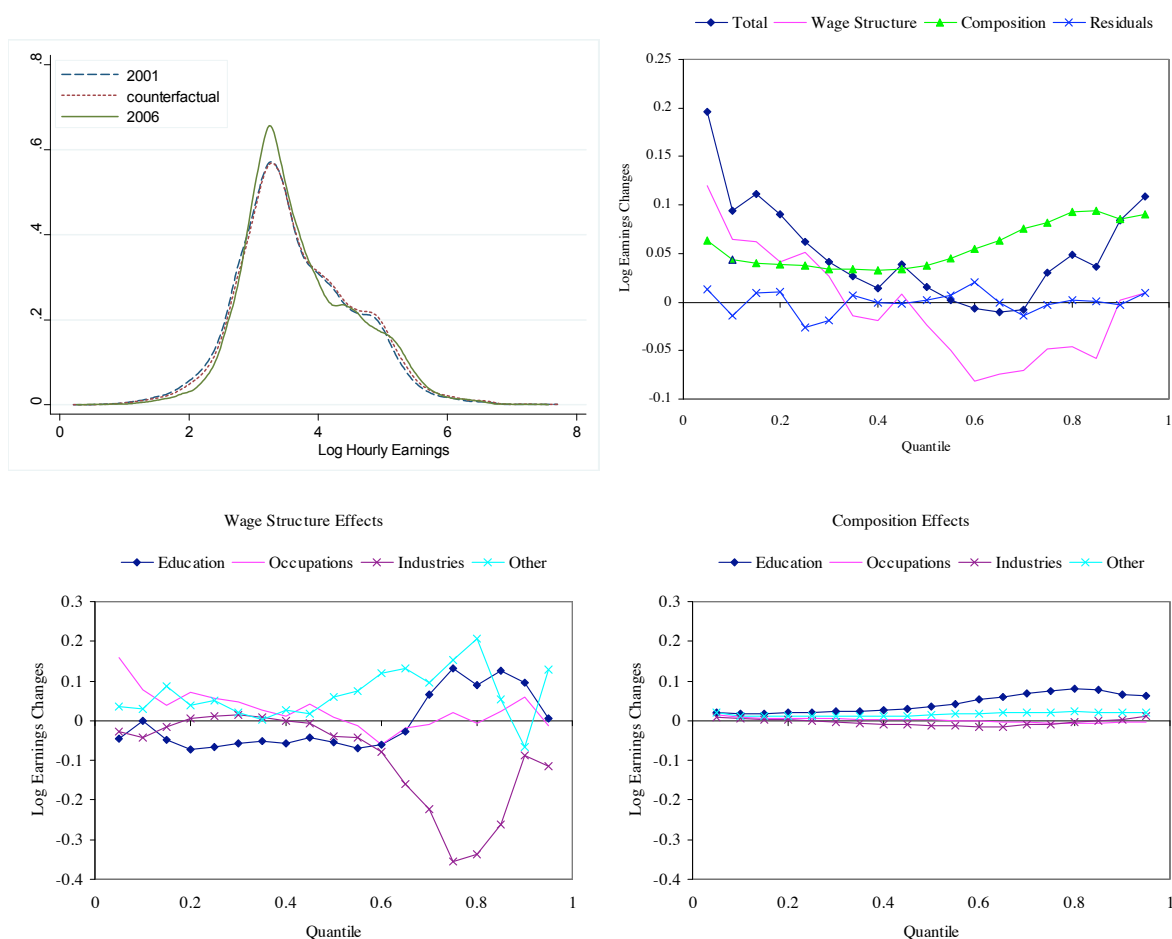 .8
.6
.4
.2
0
2001
counterfactual
2006
0 2 4 6 8
Log Hourly Earnings
Total Wage Structure Composition Residuals
0.25
0.2
0.15
0.1
0.05
0
-0.05
-0.1
Log Earnings Changes
0 0.2 0.4 0.6 0.8 1
Quantile
Wage Structure Effects
Education Occupations Industries Other
0.3
0.2
0.1
0
-0.1
-0.2
-0.3
-0.4
Log Earnings Changes
0 0.2 0.4 0.6 0.8 1
Quantile
Composition Effects
Education Occupations Industries Other
0.3
0.2
0.1
0
-0.1
-0.2
-0.3
-0.4
Log Earnings Changes
0 0.2 0.4 0.6 0.8 1
Quantile